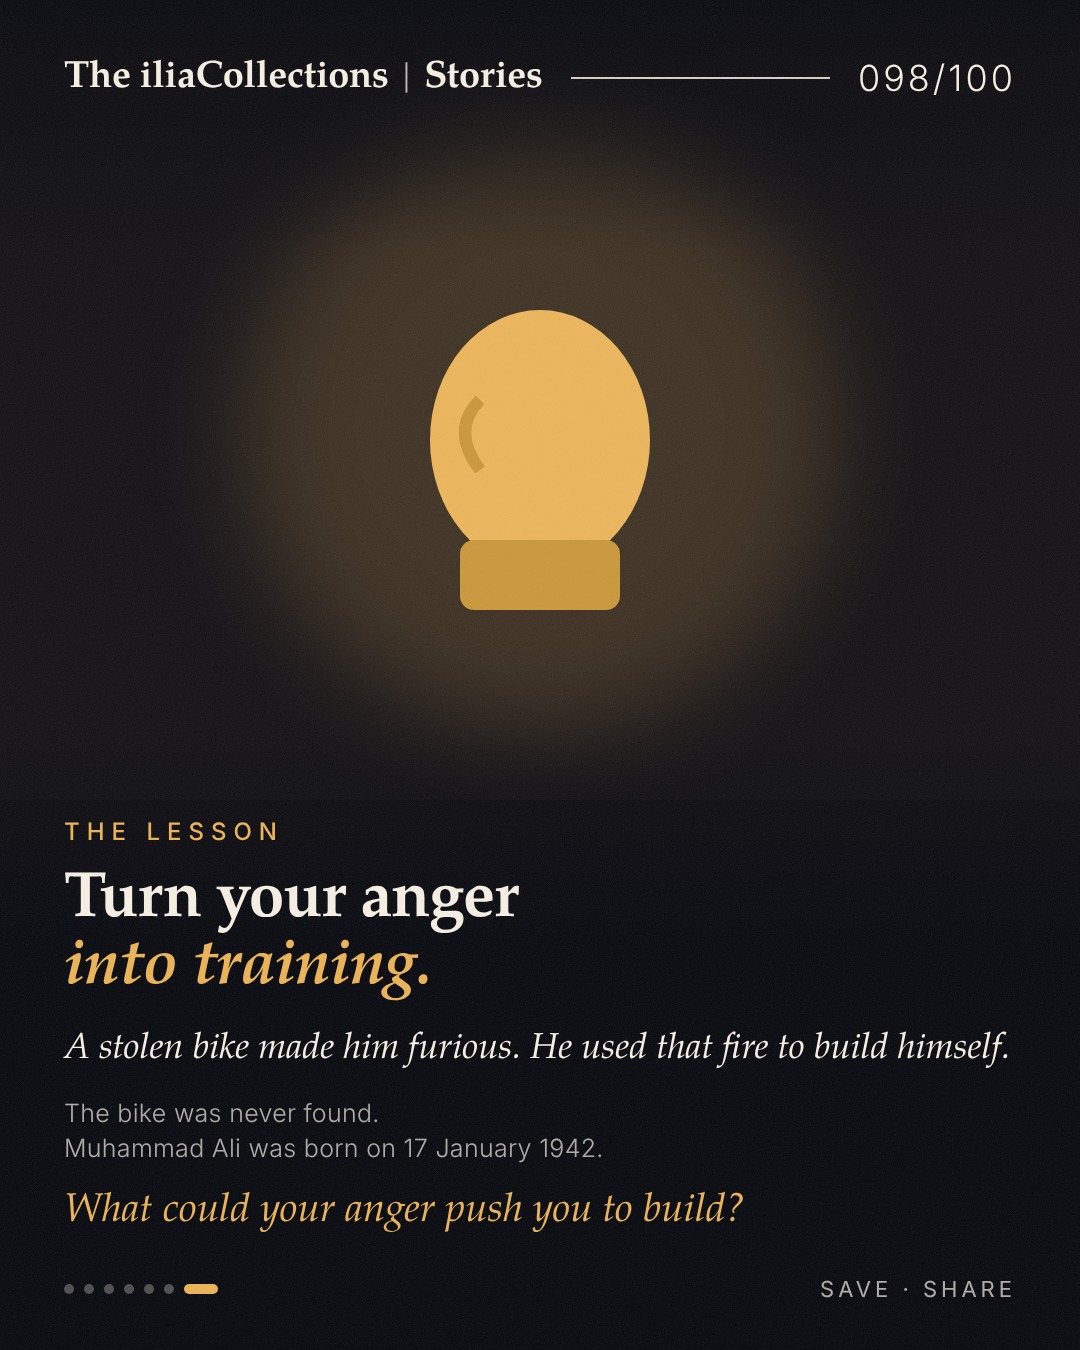 The iliaCollections | Stories 098/100
THE LESSON
Turn your anger
into training.
A stolen bike made him furious. He used that fire to build himself.
The bike was never found.
Muhammad Ali was born on 17 January 1942.
What could your anger push you to build?
SAVE · SHARE